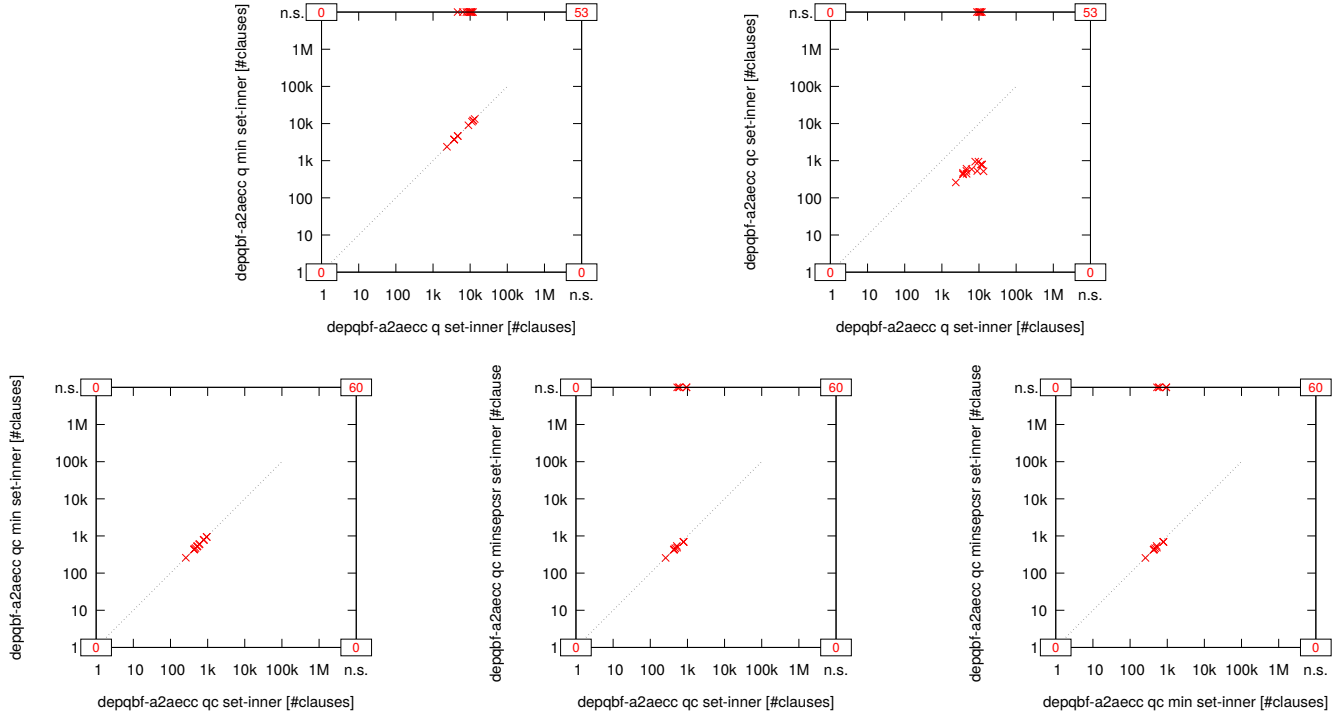 depqbf-a2aecc q min set-inner [#clauses]
n.s.
1M
100k
10k
1k
100
10
1
0
53
0
0
1 10 100 1k 10k 100k 1M n.s.
depqbf-a2aecc q set-inner [#clauses]
depqbf-a2aecc qc set-inner [#clauses]
n.s.
1M
100k
10k
1k
100
10
1
0
53
0
0
1 10 100 1k 10k 100k 1M n.s.
depqbf-a2aecc q set-inner [#clauses]
depqbf-a2aecc qc min set-inner [#clauses]
n.s.
1M
100k
10k
1k
100
10
1
0
60
0
0
1 10 100 1k 10k 100k 1M n.s.
depqbf-a2aecc qc set-inner [#clauses]
depqbf-a2aecc qc minsepcsr set-inner [#clause
n.s.
1M
100k
10k
1k
100
10
1
0
60
0
0
1 10 100 1k 10k 100k 1M n.s.
depqbf-a2aecc qc set-inner [#clauses]
depqbf-a2aecc qc minsepcsr set-inner [#clause
n.s.
1M
100k
10k
1k
100
10
1
0
60
0
0
1 10 100 1k 10k 100k 1M n.s.
depqbf-a2aecc qc min set-inner [#clauses]